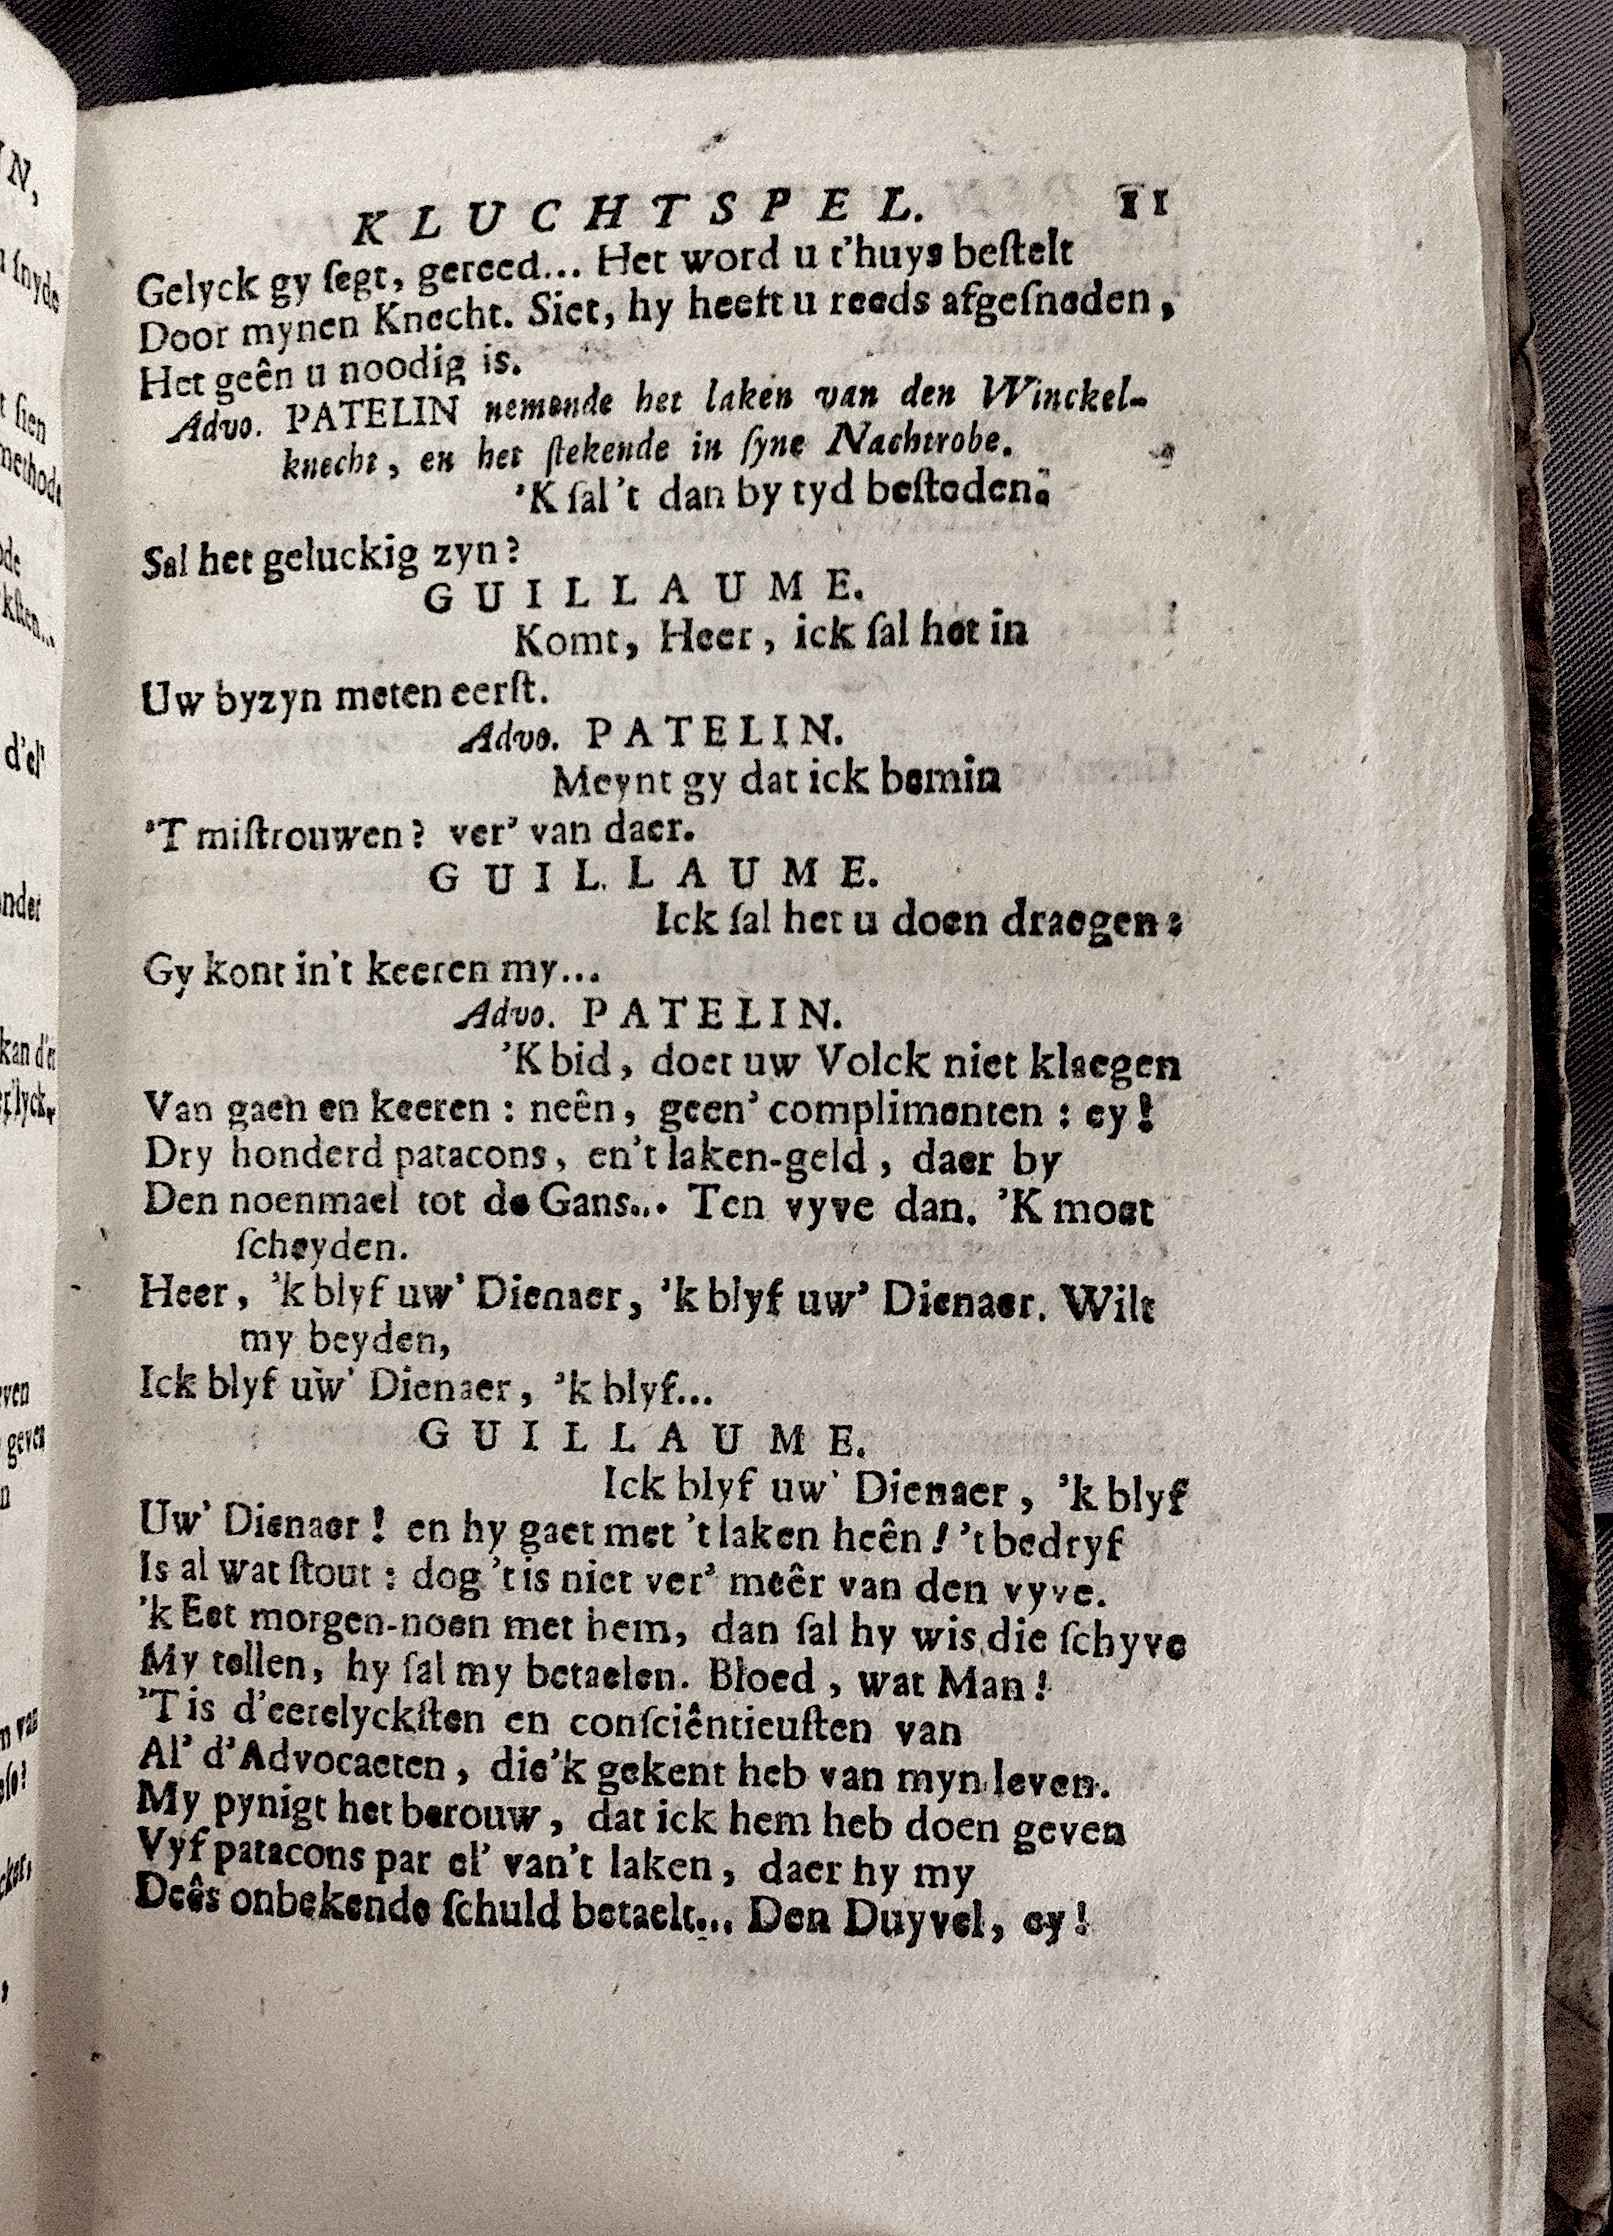 KLUCHTSPEL. 11
Gelyck gy ſegt, gereed... Het word u t'huys beſtelt
Door mynen Knecht. Siet, hy heeft u reeds afgeſneden,
Het geên u noodig is.
Advo. PATELIN nemende het laken van den Winckel-
knecht, en het ſtekende in ſyne Nachtrobe.
'K ſal 't dan by tyd beſteden.
Sal het geluckig zyn?
GUILLAUME.
Komt, Heer, ick ſal het in
Uw byzyn meten eerſt.
Advo. PATELIN.
Meynt gy dat ick bemin
'T miſtrouwen? ver' van daer.
GUILLAUME.
Ick ſal het u doen draegen:
Gy kont in't keeren my...
Advo. PATELIN.
'K bid, doet uw Volck niet klaegen
Van gaen en keeren: neên, geen' complimenten: ey!
Dry honderd patacons, en't laken-geld, daer by
Den noenmael tot de Gans... Ten vyve dan. 'K moet
ſcheyden.
Heer, 'k blyf uw' Dienaer, 'k blyf uw' Dienaer. Wilt
my beyden,
Ick blyf uw' Dienaer, 'k blyf...
GUILLAUME.
Ick blyf uw' Dienaer, 'k blyf
Uw' Dienaer! en hy gaet met 't laken heên! 't bedryf
Is al wat ſtout: dog 't is niet ver' meêr van den vyve.
'k Eet morgen-noen met hem, dan ſal hy wis die ſchyve
My tellen, hy ſal my betaelen. Bloed, wat Man!
'T is d'eerelyckſten en conſciêntieuſten van
Al' d'Advocaeten, die'k gekent heb van myn leven.
My pynigt het berouw, dat ick hem heb doen geven
Vyf patacons par el' van't laken, daer hy my
Deês onbekende ſchuld betaelt... Den Duyvel, ey!